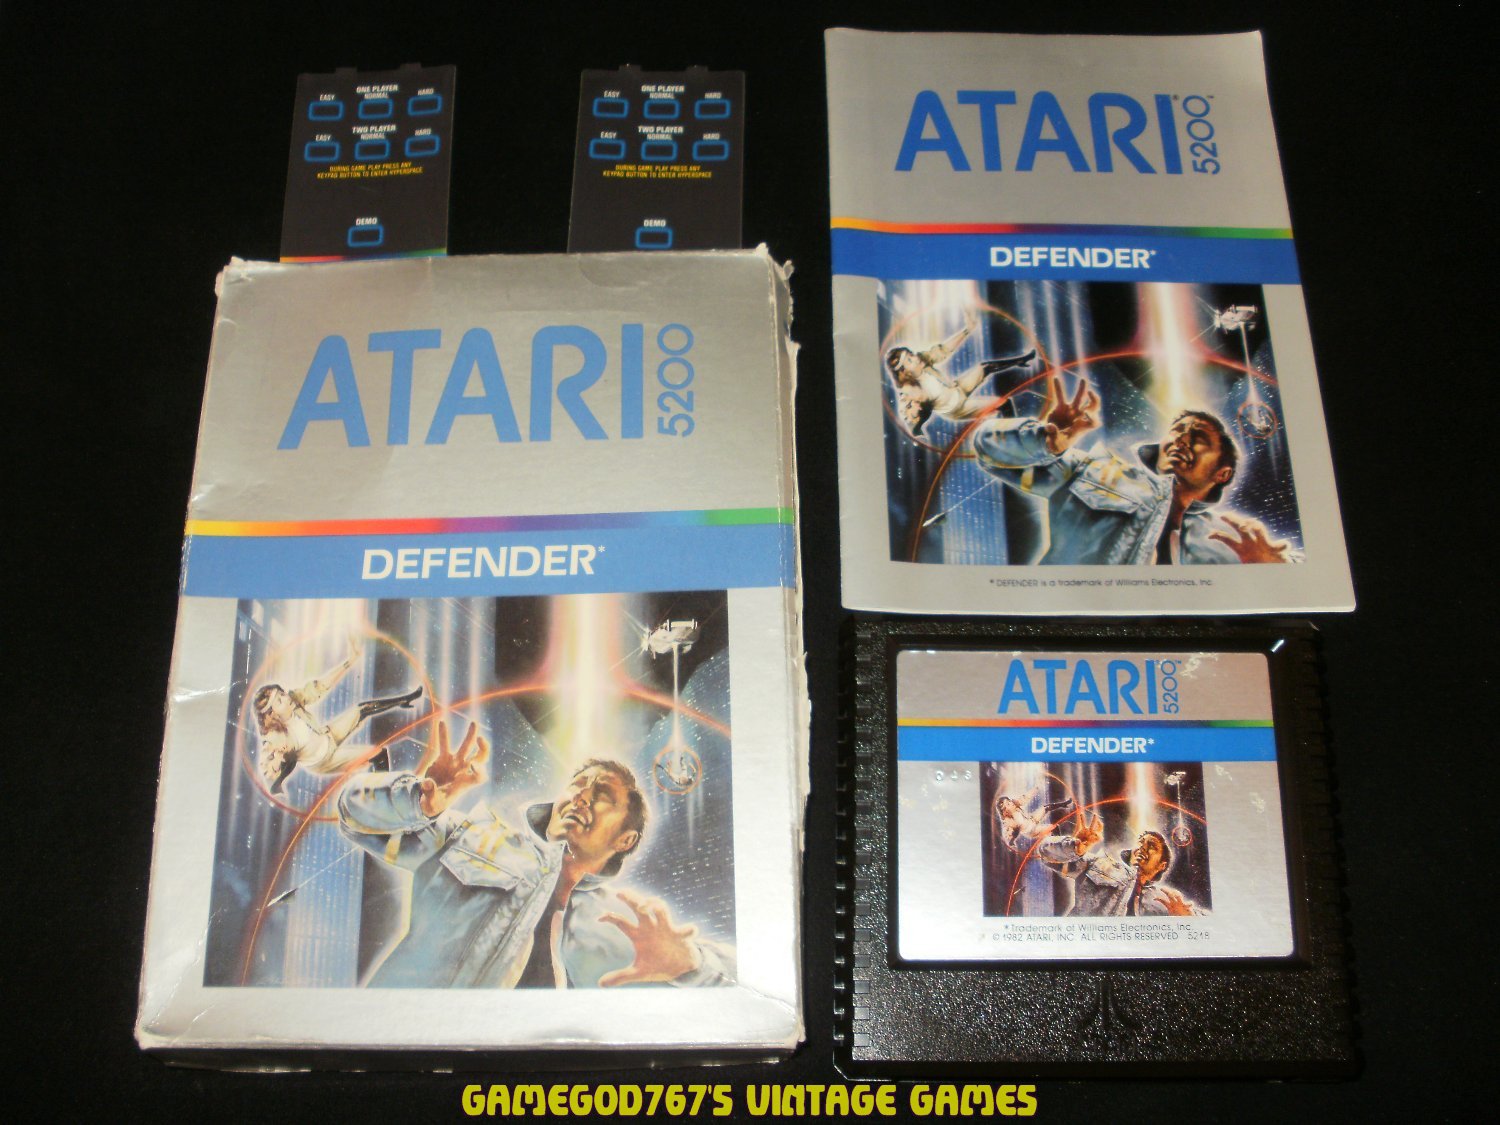 ONE PLAYER
EASY NORMAL HARD
TWO PLAYER
EASY NORMAL HARD
DURING GAME PLAY PRESS ANY
KEYPAD BUTTON TO ENTER HYPERSPACE
DEMO
ONE PLAYER
EASY NORMAL HARD
TWO PLAYER
EASY NORMAL HARD
DURING GAME PLAY PRESS ANY
KEYPAD BUTTON TO ENTER HYPERSPACE
DEMO
ATARI® 5200™
DEFENDER*
* DEFENDER is a trademark of Williams Electronics, Inc.
ATARI 5200
DEFENDER*
ATARI® 5200™
DEFENDER*
* Trademark of Williams Electronics, Inc.
© 1982 ATARI, INC. ALL RIGHTS RESERVED 5218
GAMEGOD767'S VINTAGE GAMES